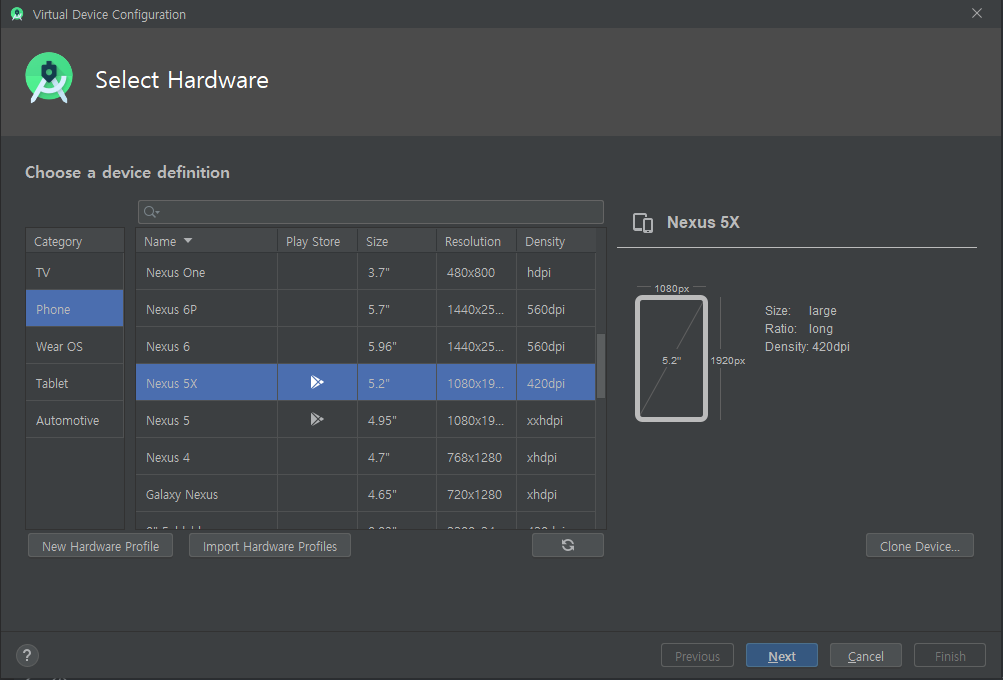 Virtual Device Configuration
Select Hardware
Choose a device definition
Category
TV
Phone
Wear OS
Tablet
Automotive
Name Play Store Size Resolution Density
Nexus One 3.7" 480x800 hdpi
Nexus 6P 5.7" 1440x25... 560dpi
Nexus 6 5.96" 1440x25... 560dpi
Nexus 5X 5.2" 1080x19... 420dpi
Nexus 5 4.95" 1080x19... xxhdpi
Nexus 4 4.7" 768x1280 xhdpi
Galaxy Nexus 4.65" 720x1280 xhdpi
Nexus 5X
1080px
5.2"
1920px
Size: large
Ratio: long
Density: 420dpi
New Hardware Profile Import Hardware Profiles Clone Device...
? Previous Next Cancel Finish